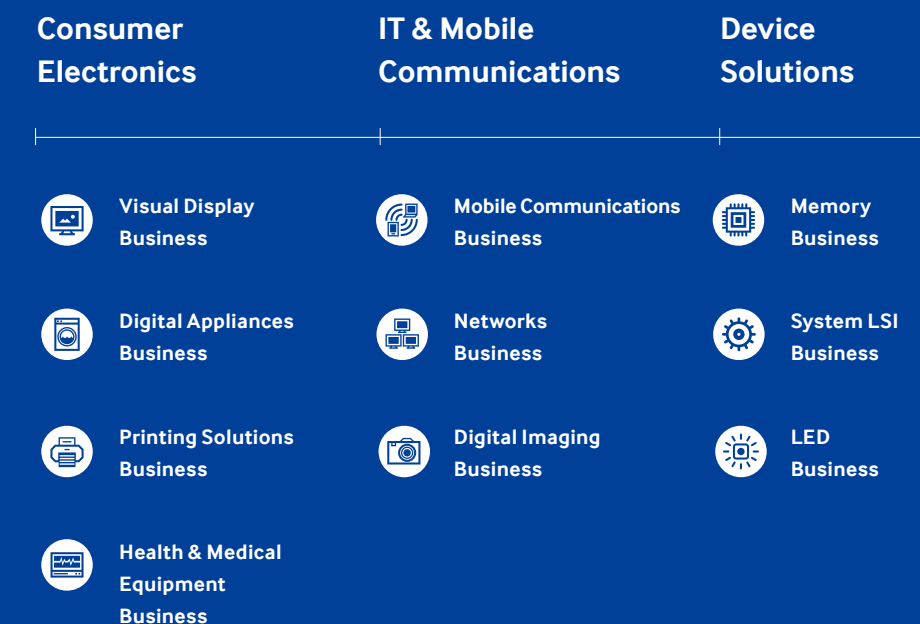 Consumer
Electronics
IT & Mobile
Communications
Device
Solutions
Visual Display
Business
Digital Appliances
Business
Printing Solutions
Business
Health & Medical
Equipment
Business
Mobile Communications
Business
Networks
Business
Digital Imaging
Business
Memory
Business
System LSI
Business
LED
Business